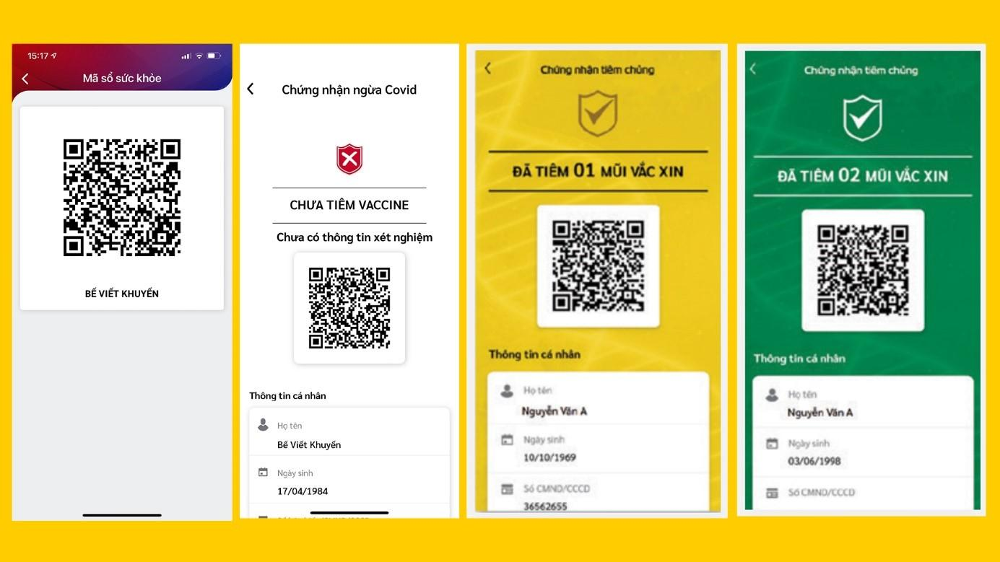 15:17
Mã sổ sức khỏe
BẾ VIẾT KHUYẾN
Chứng nhận ngừa Covid
CHƯA TIÊM VACCINE
Chưa có thông tin xét nghiệm
Thông tin cá nhân
Họ tên
Bế Viết Khuyến
Ngày sinh
17/04/1984
Chứng nhận tiêm chủng
ĐÃ TIÊM 01 MŨI VẮC XIN
Thông tin cá nhân
Họ tên
Nguyễn Văn A
Ngày sinh
10/10/1969
Số CMND/CCCD
36562655
Chứng nhận tiêm chủng
ĐÃ TIÊM 02 MŨI VẮC XIN
Thông tin cá nhân
Họ tên
Nguyễn Văn A
Ngày sinh
03/06/1998
Số CMND/CCCD